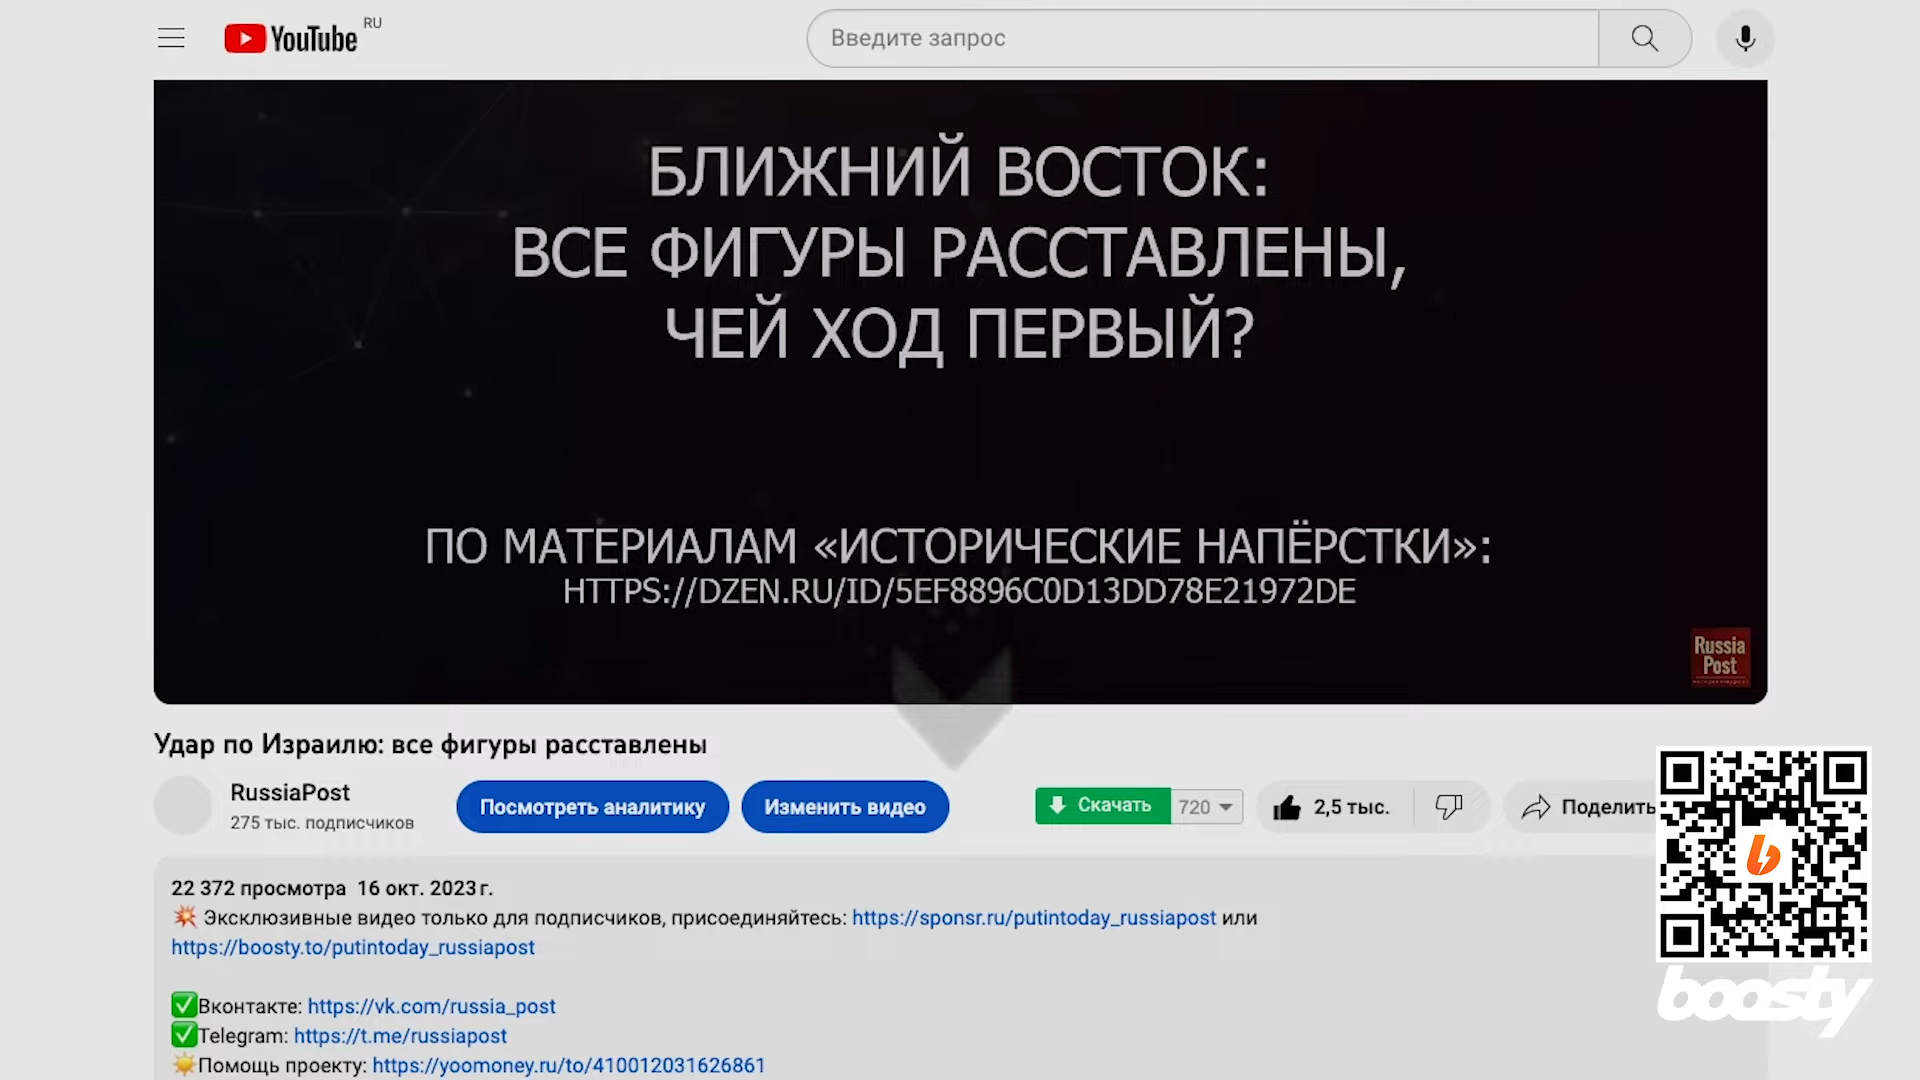 YouTube RU
Введите запрос
БЛИЖНИЙ ВОСТОК:
ВСЕ ФИГУРЫ РАССТАВЛЕНЫ,
ЧЕЙ ХОД ПЕРВЫЙ?
ПО МАТЕРИАЛАМ «ИСТОРИЧЕСКИЕ НАПЁРСТКИ»:
HTTPS://DZEN.RU/ID/5EF8896C0D13DD78E21972DE
Russia
Post
Удар по Израилю: все фигуры расставлены
RussiaPost
275 тыс. подписчиков
Посмотреть аналитику
Изменить видео
Скачать
720
2,5 тыс.
Поделить
22 372 просмотра 16 окт. 2023 г.
💥 Эксклюзивные видео только для подписчиков, присоединяйтесь: https://sponsr.ru/putintoday_russiapost или
https://boosty.to/putintoday_russiapost
✅Вконтакте: https://vk.com/russia_post
✅Telegram: https://t.me/russiapost
☀️Помощь проекту: https://yoomoney.ru/to/410012031626861
boosty